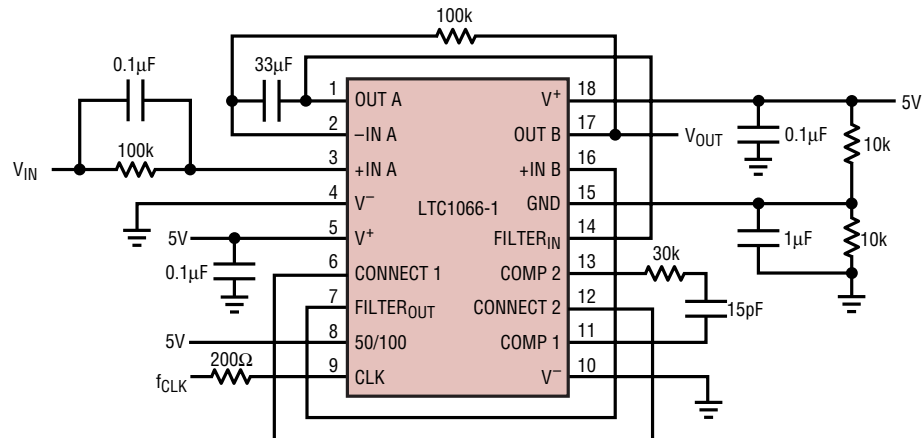 100k
0.1µF
33µF
1 OUT A
V+ 18
5V
2 –IN A
OUT B 17
VOUT
0.1µF
10k
100k
VIN
3 +IN A
+IN B 16
4 V–
LTC1066-1
GND 15
5V
5 V+
FILTERIN 14
1µF
10k
30k
0.1µF
6 CONNECT 1
COMP 2 13
7 FILTEROUT
CONNECT 2 12
15pF
5V
8 50/100
COMP 1 11
200Ω
fCLK
9 CLK
V– 10